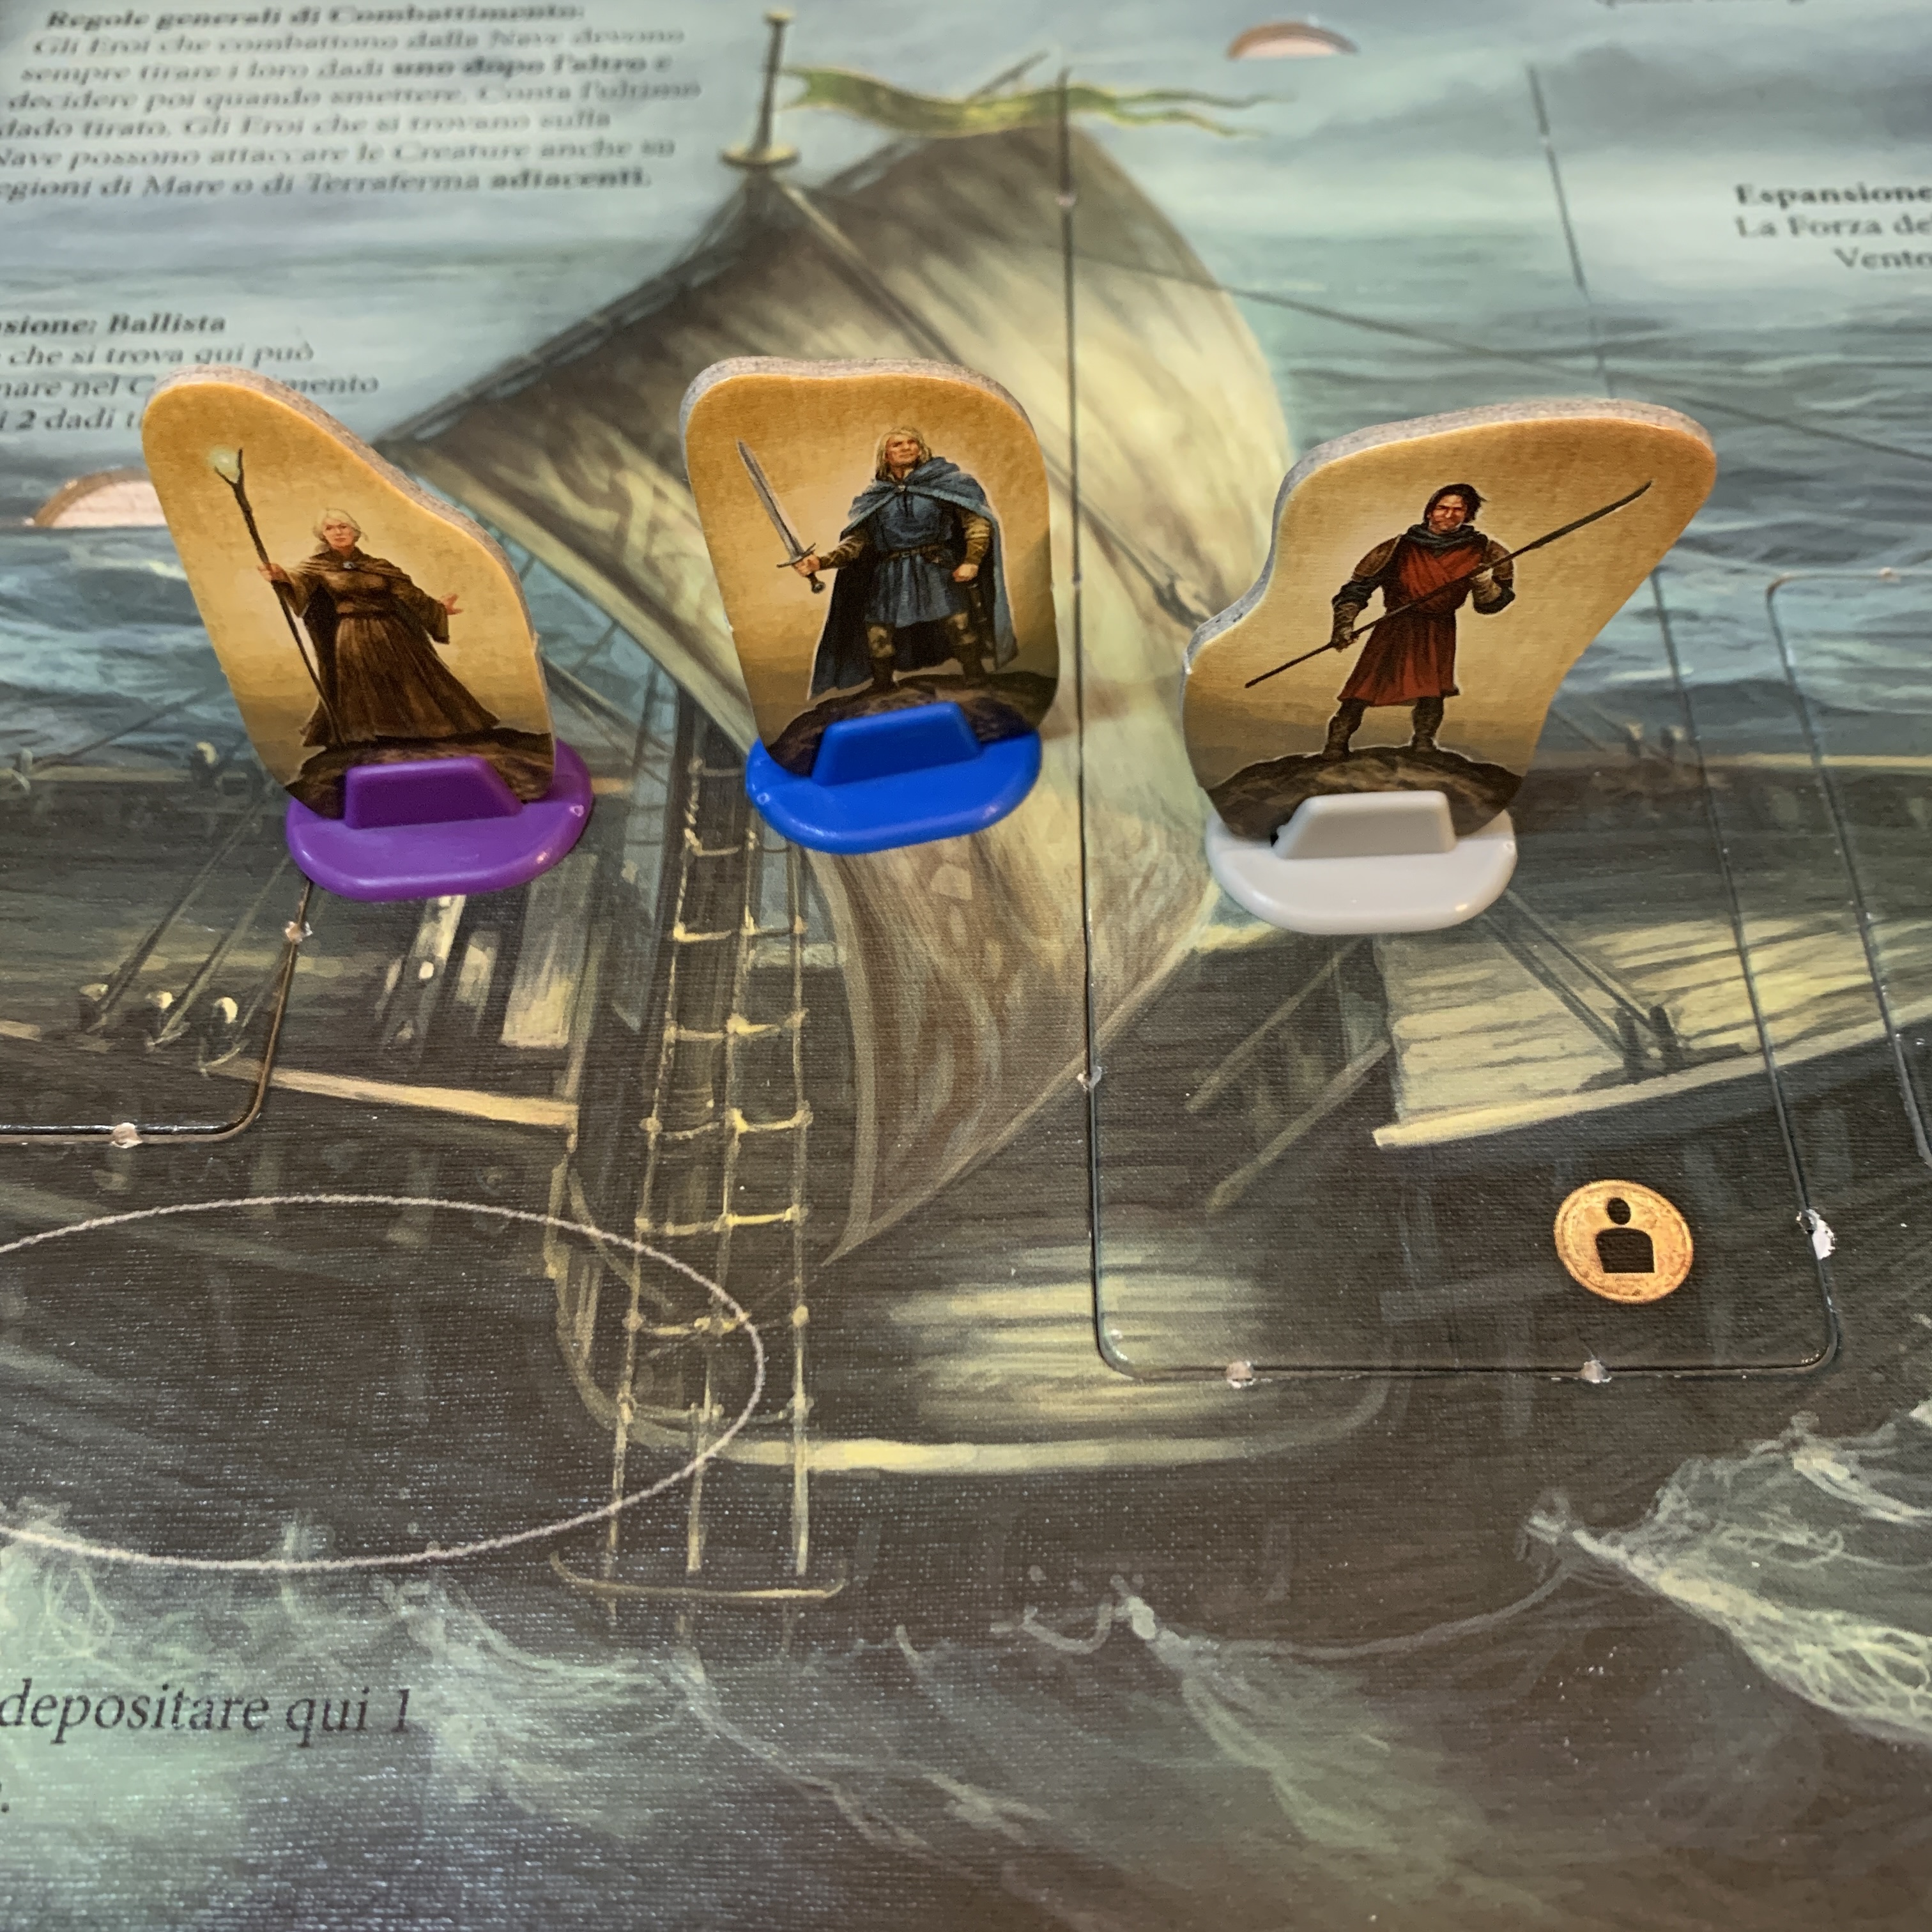 Regole generali di Combattimento:
Gli Eroi che combattono dalla Nave devono
sempre tirare i loro dadi uno dopo l'altro e
decidere poi quando smettere. Conta l'ultimo
dado tirato. Gli Eroi che si trovano sulla
Nave possono attaccare le Creature anche su
egioni di Mare o di Terraferma adiacenti.
Espansione
La Forza de
Vento
sione: Ballista
che si trova qui può
nare nel C imento
i 2 dadi t
depositare qui 1